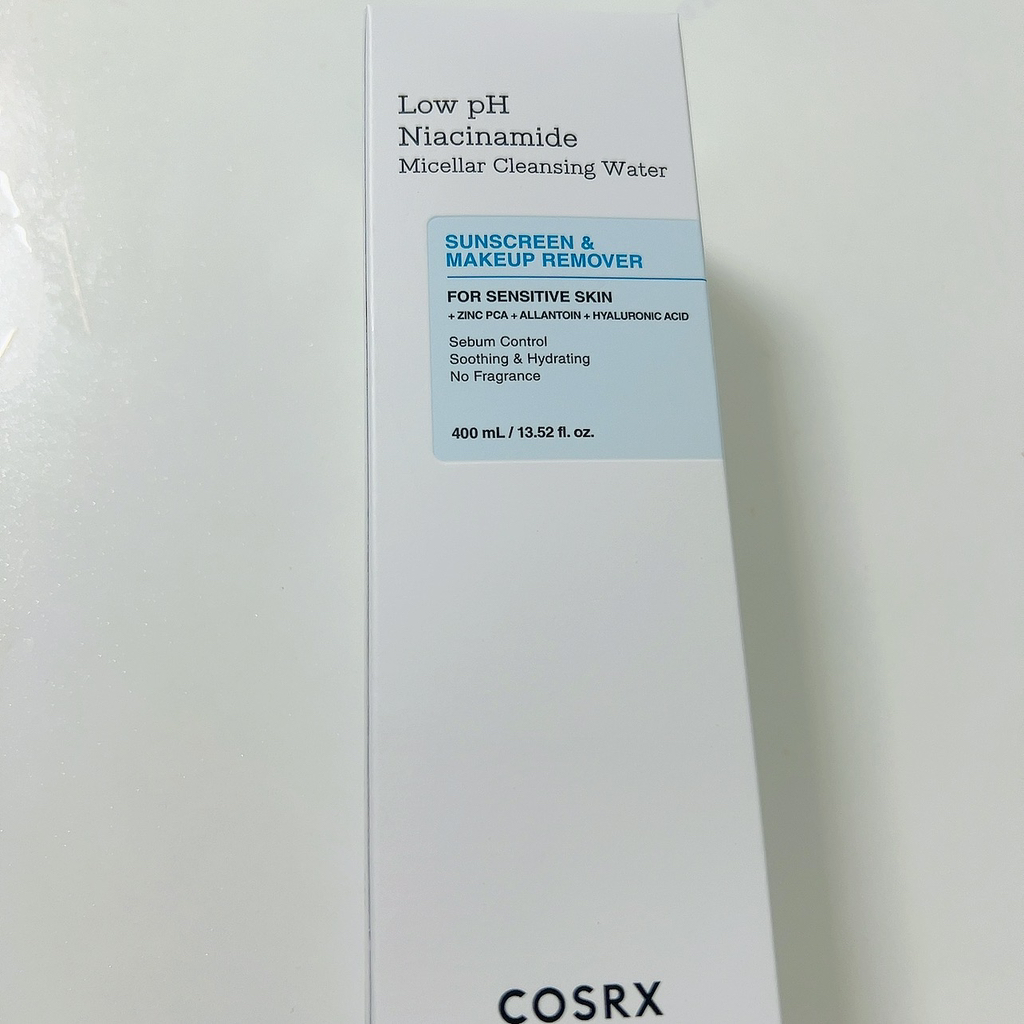 Low pH
Niacinamide
Micellar Cleansing Water
SUNSCREEN &
MAKEUP REMOVER
FOR SENSITIVE SKIN
+ ZINC PCA + ALLANTOIN + HYALURONIC ACID
Sebum Control
Soothing & Hydrating
No Fragrance
400 mL / 13.52 fl. oz.
COSRX